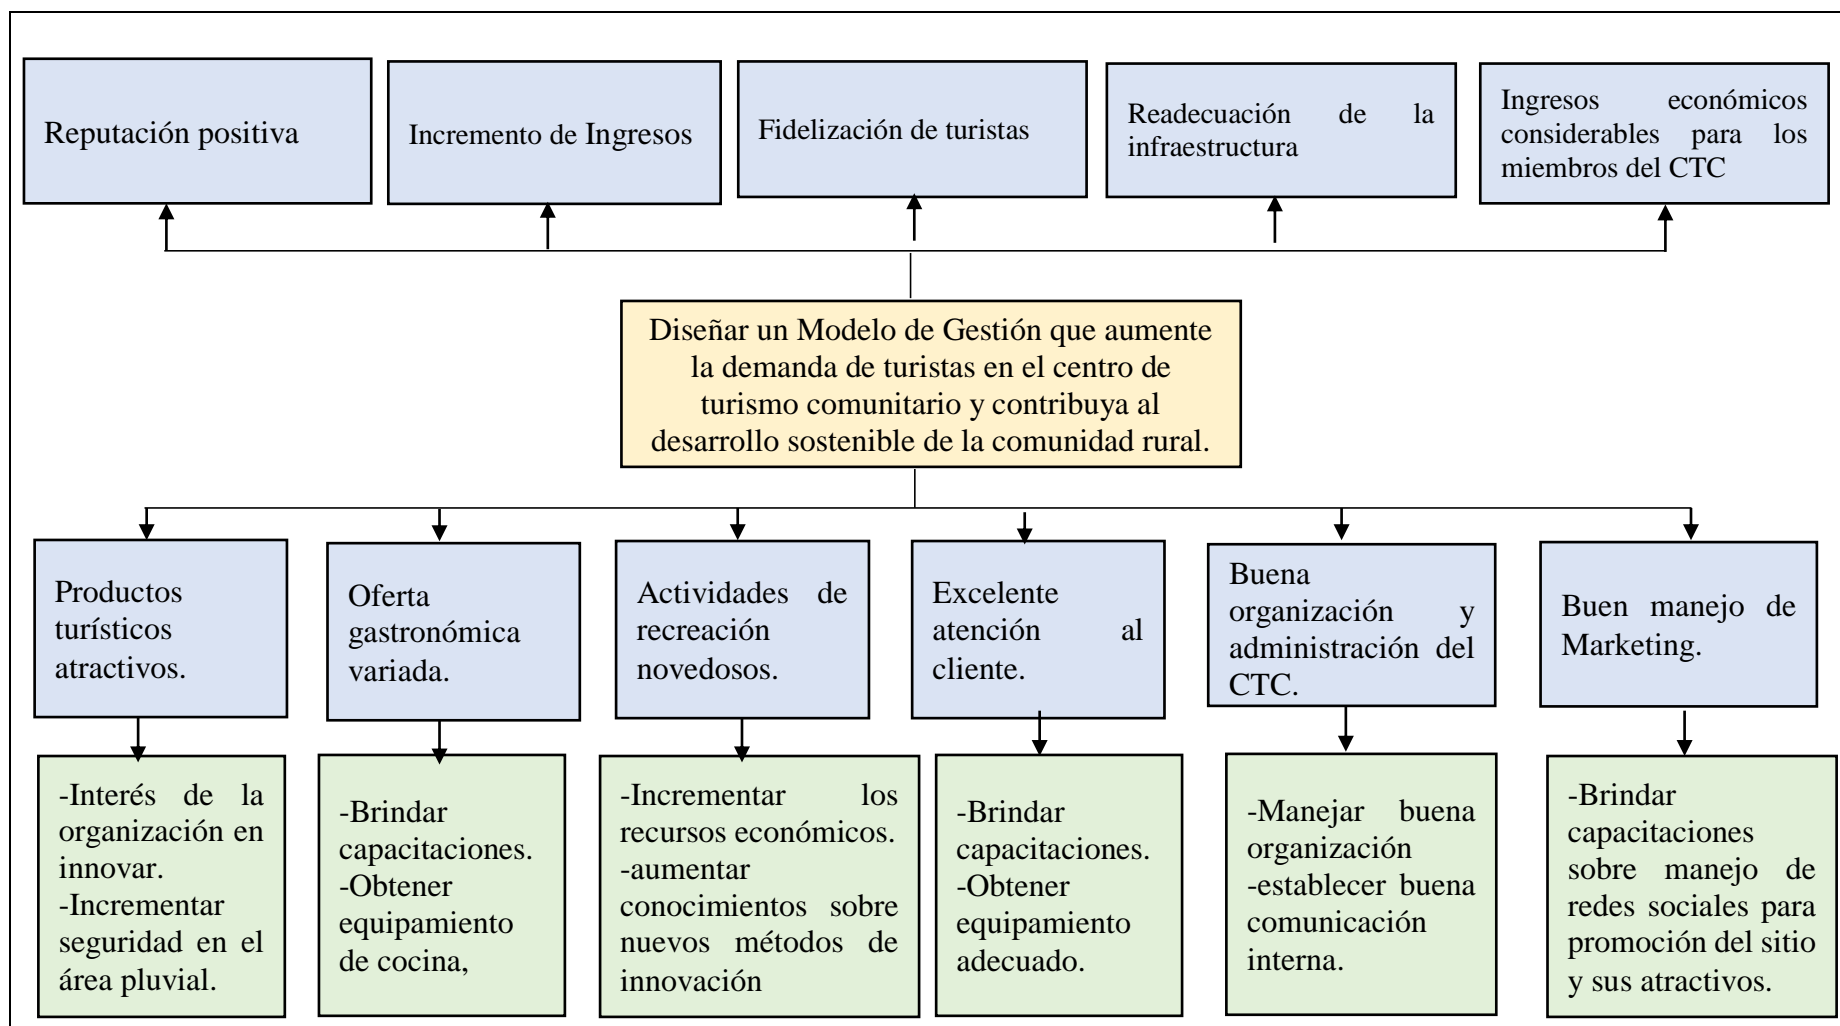 Reputación positiva
Incremento de Ingresos
Fidelización de turistas
Readecuación de la
infraestructura
Ingresos económicos
considerables para los
miembros del CTC
Diseñar un Modelo de Gestión que aumente
la demanda de turistas en el centro de
turismo comunitario y contribuya al
desarrollo sostenible de la comunidad rural.
Productos
turísticos
atractivos.
Oferta
gastronómica
variada.
Actividades de
recreación
novedosos.
Excelente
atención al
cliente.
Buena
organización y
administración del
CTC.
Buen manejo de
Marketing.
-Interés de la
organización en
innovar.
-Incrementar
seguridad en el
área pluvial.
-Brindar
capacitaciones.
-Obtener
equipamiento
de cocina,
-Incrementar los
recursos económicos.
-aumentar
conocimientos sobre
nuevos métodos de
innovación
-Brindar
capacitaciones.
-Obtener
equipamiento
adecuado.
-Manejar buena
organización
-establecer buena
comunicación
interna.
-Brindar
capacitaciones
sobre manejo de
redes sociales para
promoción del sitio
y sus atractivos.